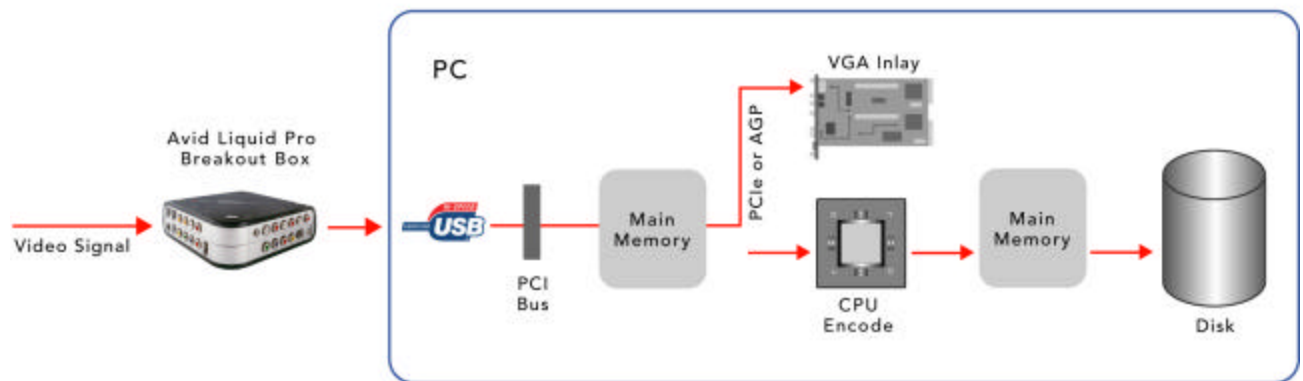 PC
VGA Inlay
Avid Liquid Pro
Breakout Box
PCIe or AGP
Video Signal
USB
PCI
Bus
Main
Memory
CPU
Encode
Main
Memory
Disk